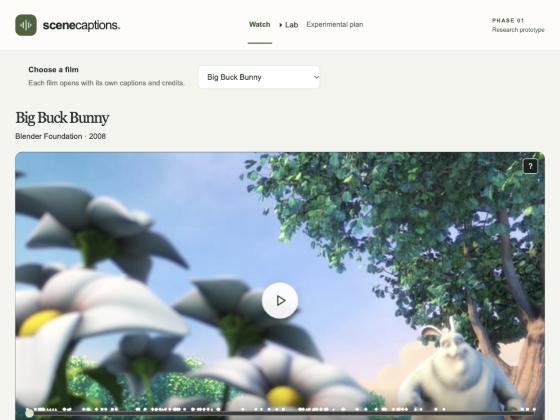 scenecaptions.
Watch
Lab
Experimental plan
PHASE 01
Research prototype
Choose a film
Each film opens with its own captions and credits.
Big Buck Bunny
Big Buck Bunny
Blender Foundation · 2008
?